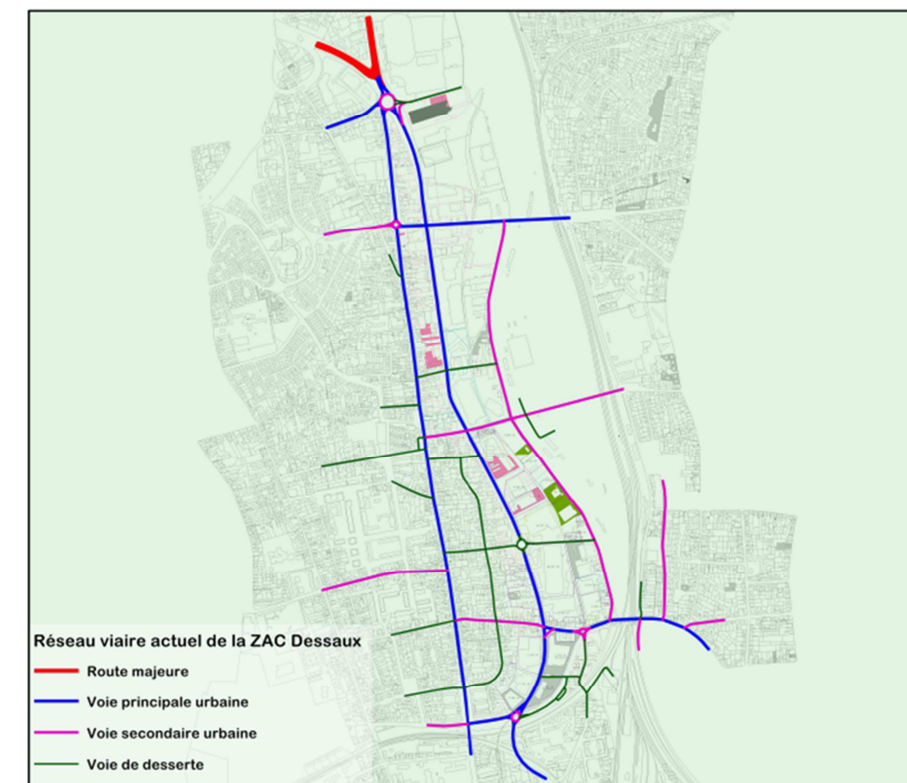 Réseau viaire actuel de la ZAC Dessaux
Route majeure
Voie principale urbaine
Voie secondaire urbaine
Voie de desserte